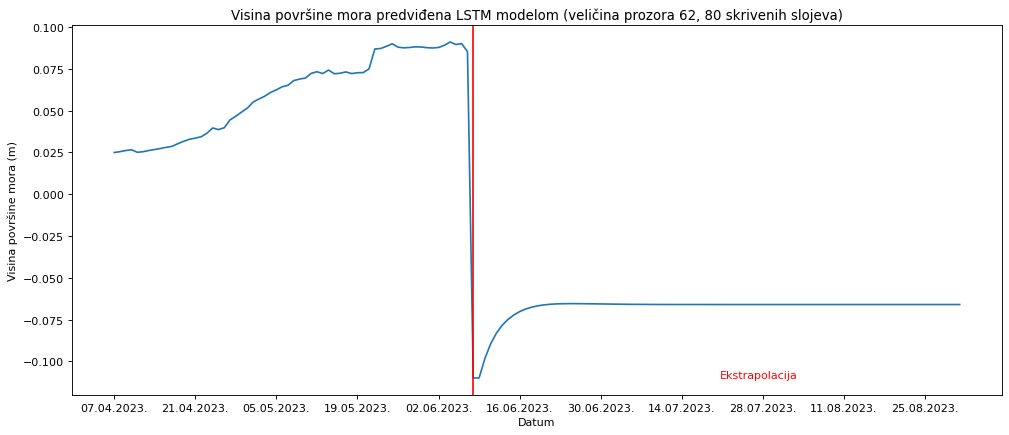 Visina površine mora predviđena LSTM modelom (veličina prozora 62, 80 skrivenih slojeva)
Visina površine mora (m)
0.100
0.075
0.050
0.025
0.000
−0.025
−0.050
−0.075
−0.100
Ekstrapolacija
07.04.2023. 21.04.2023. 05.05.2023. 19.05.2023. 02.06.2023. 16.06.2023. 30.06.2023. 14.07.2023. 28.07.2023. 11.08.2023. 25.08.2023.
Datum